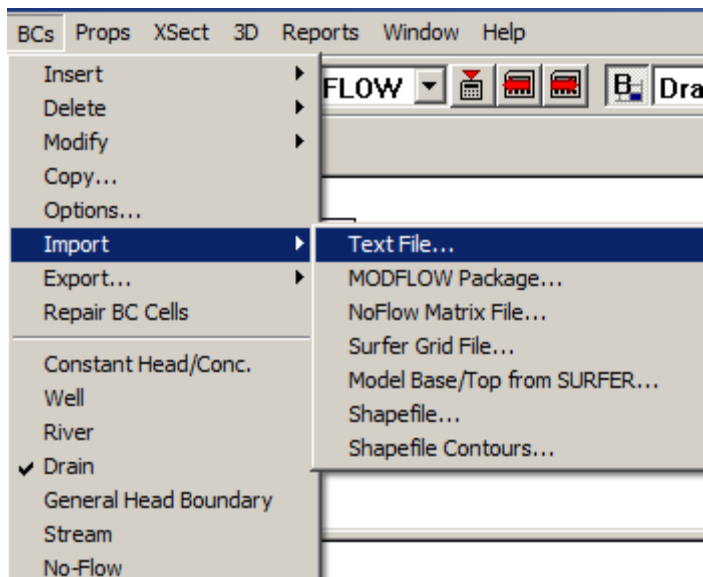 BCs Props XSect 3D Reports Window Help
Insert
FLOW
B
Dra
Delete
Modify
Copy...
Options...
Import
Text File...
Export...
MODFLOW Package...
Repair BC Cells
NoFlow Matrix File...
Surfer Grid File...
Constant Head/Conc.
Model Base/Top from SURFER...
Well
Shapefile...
River
Shapefile Contours...
Drain
General Head Boundary
Stream
No-Flow